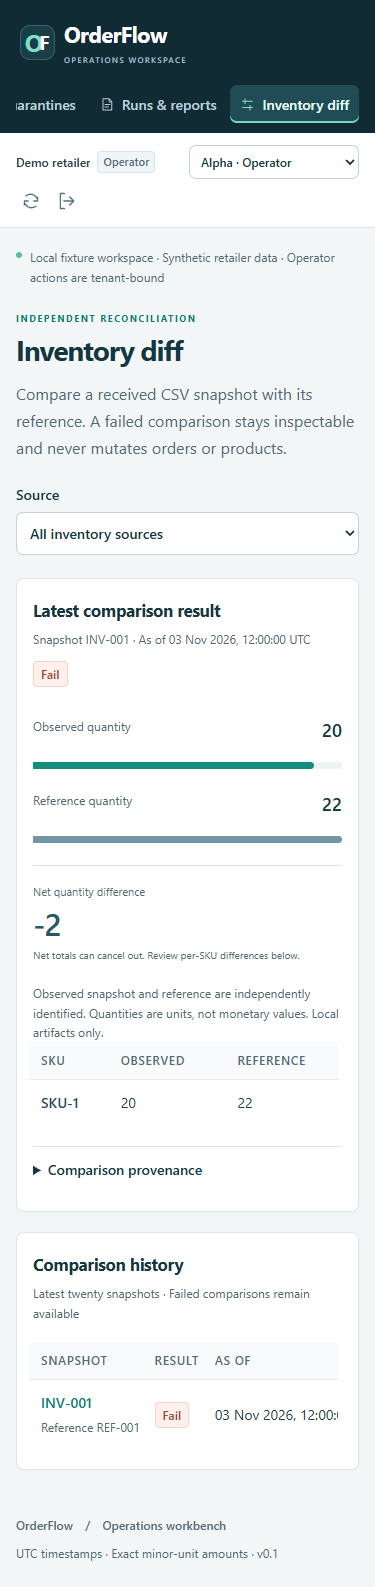 OF OrderFlow
OPERATIONS WORKSPACE
Runs & reports
Inventory diff
Demo retailer
Operator
Alpha · Operator
Local fixture workspace · Synthetic retailer data · Operator
actions are tenant-bound
INDEPENDENT RECONCILIATION
Inventory diff
Compare a received CSV snapshot with its
reference. A failed comparison stays inspectable
and never mutates orders or products.
Source
All inventory sources
Latest comparison result
Snapshot INV-001 · As of 03 Nov 2026, 12:00:00 UTC
Fail
Observed quantity 20
Reference quantity 22
Net quantity difference
-2
Net totals can cancel out. Review per-SKU differences below.
Observed snapshot and reference are independently
identified. Quantities are units, not monetary values. Local
artifacts only.
SKU OBSERVED REFERENCE
SKU-1 20 22
Comparison provenance
Comparison history
Latest twenty snapshots · Failed comparisons remain
available
SNAPSHOT RESULT AS OF
INV-001
Reference REF-001
Fail
03 Nov 2026, 12:00:
OrderFlow / Operations workbench
UTC timestamps · Exact minor-unit amounts · v0.1